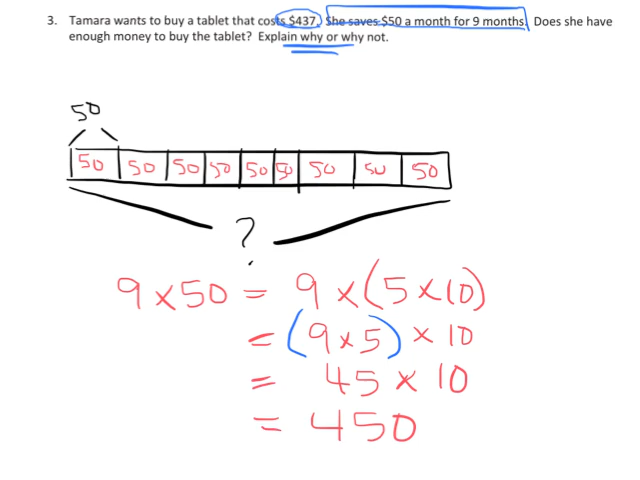 3. Tamara wants to buy a tablet that costs $437. She saves $50 a month for 9 months. Does she have
enough money to buy the tablet? Explain why or why not.
50
50 50 50 50 50 50 50 50 50
?
9 x 50 = 9 x (5 x 10)
= (9 x 5) x 10
= 45 x 10
= 450